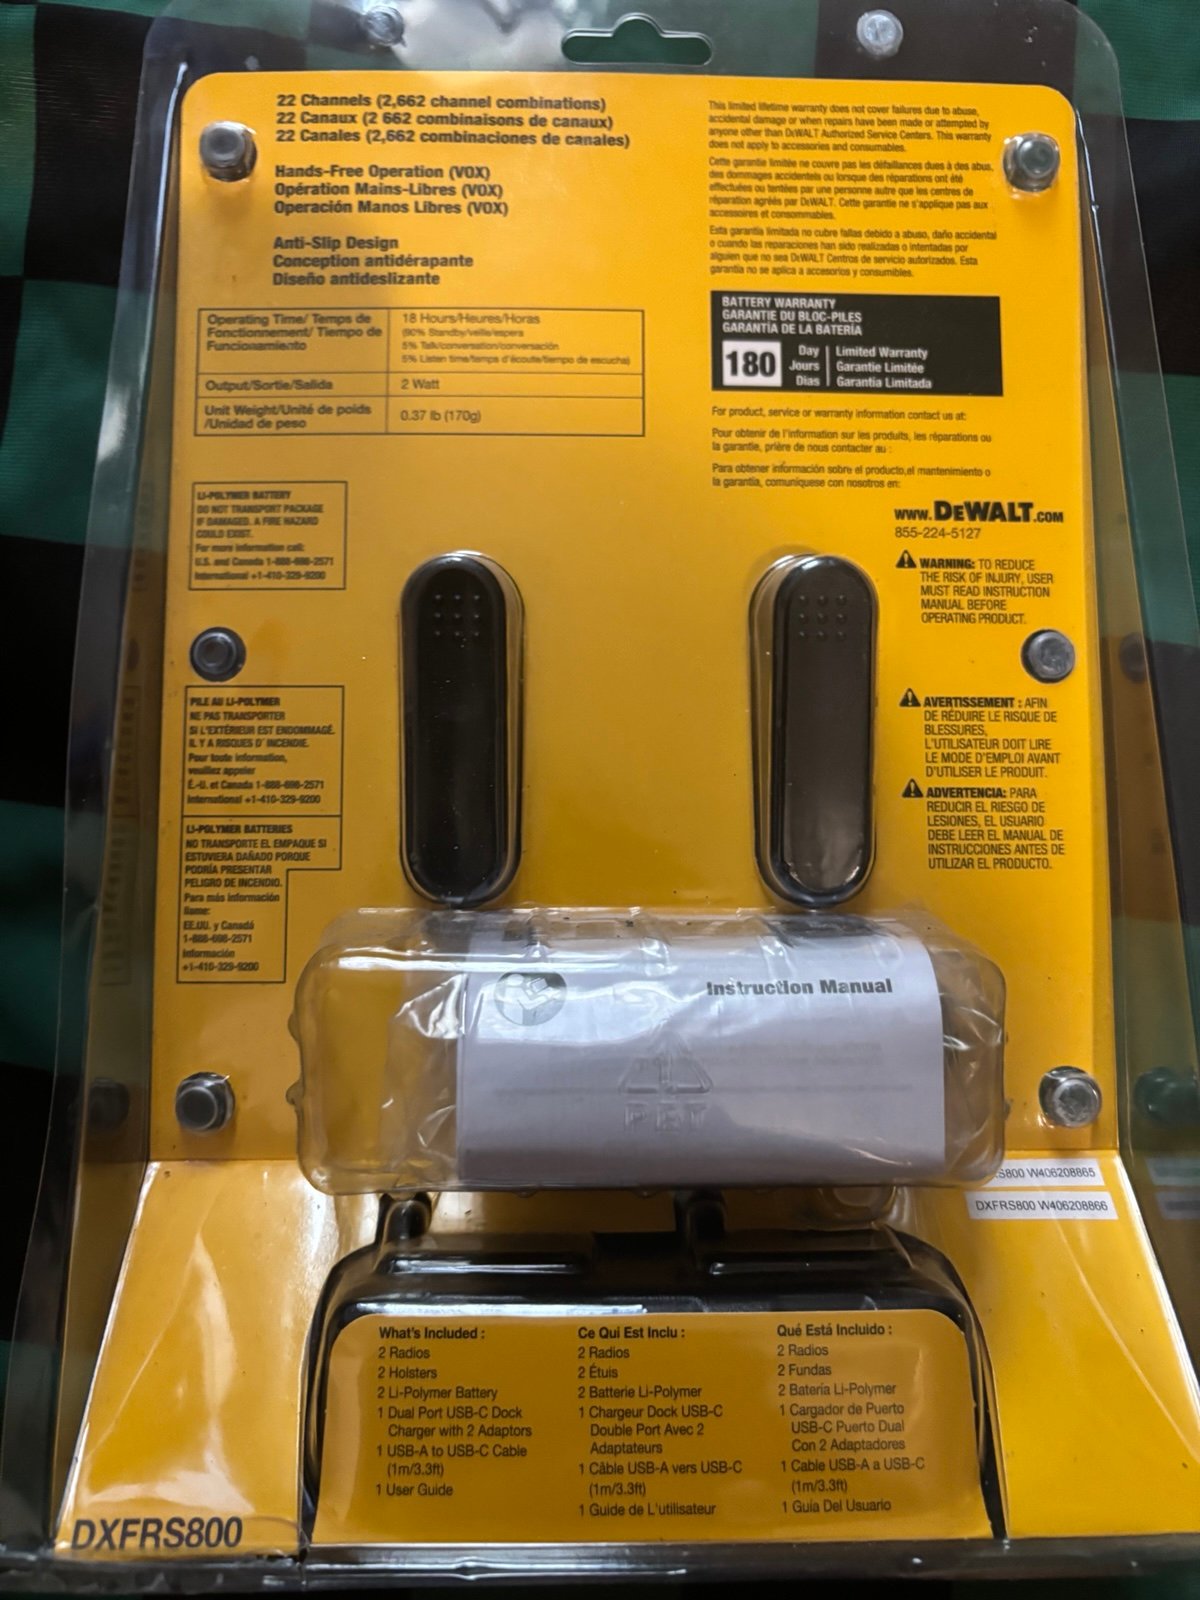 22 Channels (2,662 channel combinations)
22 Canaux (2 662 combinaisons de canaux)
22 Canales (2,662 combinaciones de canales)
Hands-Free Operation (VOX)
Opération Mains-Libres (VOX)
Operación Manos Libres (VOX)
Anti-Slip Design
Conception antidérapante
Diseño antideslizante
Operating Time/ Temps de
Fonctionnement/ Tiempo de
Funcionamiento
18 Hours/Heures/Horas
(90% Standby/veille/espera
5% Talk/conversation/conversación
5% Listen time/temps d'écoute/tiempo de escucha)
Output/Sortie/Salida
2 Watt
Unit Weight/Unité de poids
/Unidad de peso
0.37 lb (170g)
This limited lifetime warranty does not cover failures due to abuse,
accidental damage or when repairs have been made or attempted by
anyone other than DEWALT Authorized Service Centers. This warranty
does not apply to accessories and consumables.
Cette garantie limitée ne couvre pas les défaillances dues à des abus,
des dommages accidentels ou lorsque des réparations ont été
effectuées ou tentées par une personne autre que les centres de
réparation agréés par DEWALT. Cette garantie ne s'applique pas aux
accessoires et consommables.
Esta garantía limitada no cubre fallas debido a abuso, daño accidental
o cuando las reparaciones han sido realizadas o intentadas por
alguien que no sea DEWALT Centros de servicio autorizados. Esta
garantía no se aplica a accesorios y consumibles.
BATTERY WARRANTY
GARANTIE DU BLOC-PILES
GARANTÍA DE LA BATERÍA
180
Day | Limited Warranty
Jours | Garantie Limitée
Dias | Garantia Limitada
For product, service or warranty information contact us at:
Pour obtenir de l'information sur les produits, les réparations ou
la garantie, prière de nous contacter au :
Para obtener información sobre el producto,el mantenimiento o
la garantía, comuníquese con nosotros en:
www.DEWALT.COM
855-224-5127
WARNING: TO REDUCE
THE RISK OF INJURY, USER
MUST READ INSTRUCTION
MANUAL BEFORE
OPERATING PRODUCT.
AVERTISSEMENT : AFIN
DE RÉDUIRE LE RISQUE DE
BLESSURES,
L'UTILISATEUR DOIT LIRE
LE MODE D'EMPLOI AVANT
D'UTILISER LE PRODUIT.
ADVERTENCIA: PARA
REDUCIR EL RIESGO DE
LESIONES, EL USUARIO
DEBE LEER EL MANUAL DE
INSTRUCCIONES ANTES DE
UTILIZAR EL PRODUCTO.
LI-POLYMER BATTERY
DO NOT TRANSPORT PACKAGE
IF DAMAGED. A FIRE HAZARD
COULD EXIST.
For more information call:
U.S. and Canada 1-888-698-2571
International +1-410-329-9200
PILE AU LI-POLYMER
NE PAS TRANSPORTER
SI L'EXTÉRIEUR EST ENDOMMAGÉ.
IL Y A RISQUES D' INCENDIE.
Pour toute information,
veuillez appeler
É.-U. et Canada 1-888-698-2571
International +1-410-329-9200
LI-POLYMER BATTERIES
NO TRANSPORTE EL EMPAQUE SI
ESTUVIERA DAÑADO PORQUE
PODRÍA PRESENTAR
PELIGRO DE INCENDIO.
Para más información
llame:
EE.UU. y Canadá
1-888-698-2571
Información
+1-410-329-9200
Instruction Manual
1
PET
S800 W406208865
DXFRS800 W406208866
What's Included :
2 Radios
2 Holsters
2 Li-Polymer Battery
1 Dual Port USB-C Dock
Charger with 2 Adaptors
1 USB-A to USB-C Cable
(1m/3.3ft)
1 User Guide
Ce Qui Est Inclu :
2 Radios
2 Étuis
2 Batterie Li-Polymer
1 Chargeur Dock USB-C
Double Port Avec 2
Adaptateurs
1 Câble USB-A vers USB-C
(1m/3.3ft)
1 Guide de L'utilisateur
Qué Está Incluido :
2 Radios
2 Fundas
2 Batería Li-Polymer
1 Cargador de Puerto
USB-C Puerto Dual
Con 2 Adaptadores
1 Cable USB-A a USB-C
(1m/3.3ft)
1 Guía Del Usuario
DXFRS800